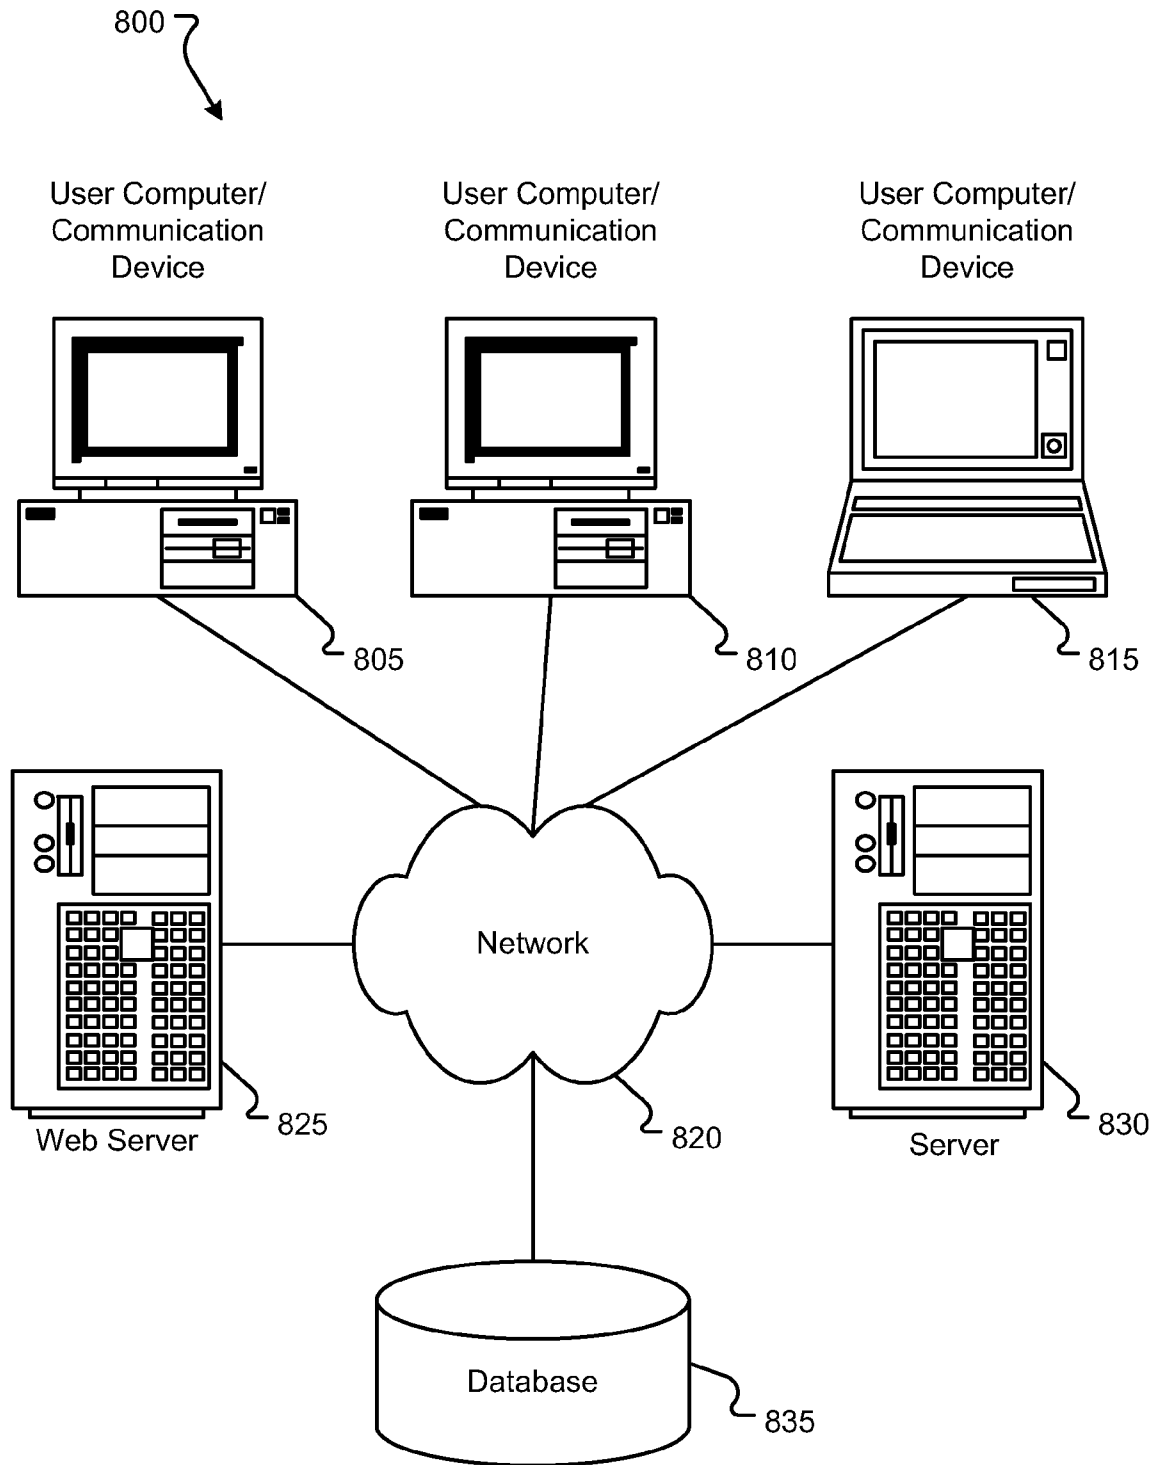 800
User Computer/
Communication
Device
User Computer/
Communication
Device
User Computer/
Communication
Device
805
810
815
Network
825
820
830
Web Server
Server
Database
835